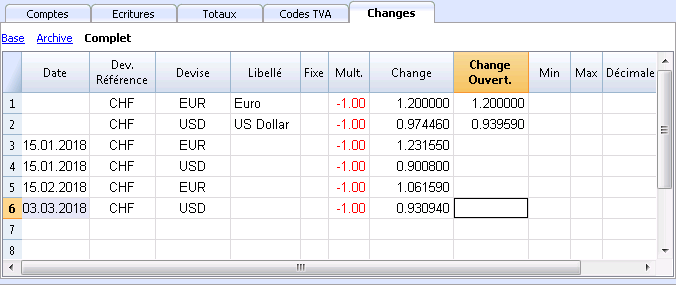 Comptes Ecritures Totaux Codes TVA Changes
Base Archive Complet
Date Dev. Référence Devise Libellé Fixe Mult. Change Change Ouvert. Min Max Décimale
1 CHF EUR Euro -1.00 1.200000 1.200000
2 CHF USD US Dollar -1.00 0.974460 0.939590
3 15.01.2018 CHF EUR -1.00 1.231550
4 15.01.2018 CHF USD -1.00 0.900800
5 15.02.2018 CHF EUR -1.00 1.061590
6 03.03.2018 CHF USD -1.00 0.930940
7
8